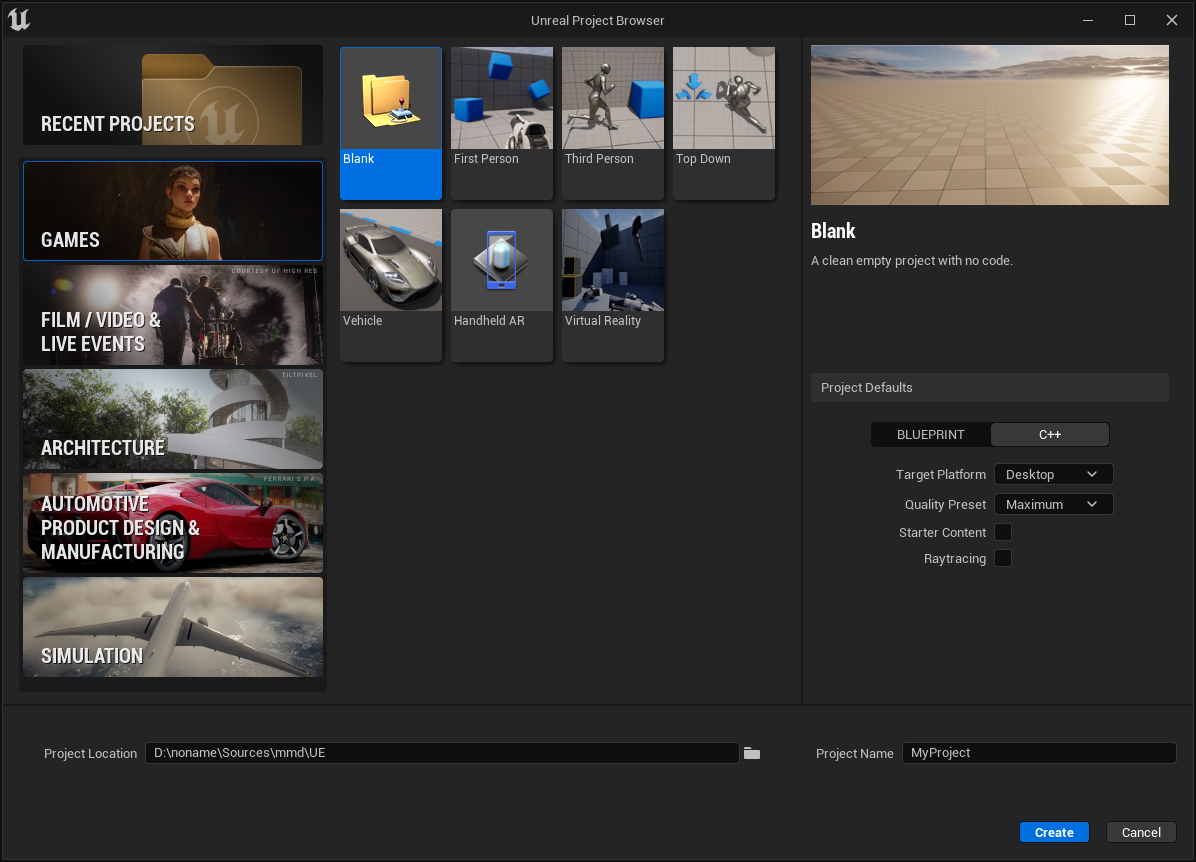 Unreal Project Browser
RECENT PROJECTS
GAMES
COURTESY OF HIGH RES
FILM / VIDEO &
LIVE EVENTS
TILTPIXEL
ARCHITECTURE
FERRARI S.P.A.
AUTOMOTIVE
PRODUCT DESIGN &
MANUFACTURING
SIMULATION
Blank
First Person
Third Person
Top Down
Vehicle
Handheld AR
Virtual Reality
Blank
A clean empty project with no code.
Project Defaults
BLUEPRINT
C++
Target Platform
Desktop
Quality Preset
Maximum
Starter Content
Raytracing
Project Location
D:\noname\Sources\mmd\UE
Project Name
MyProject
Create
Cancel